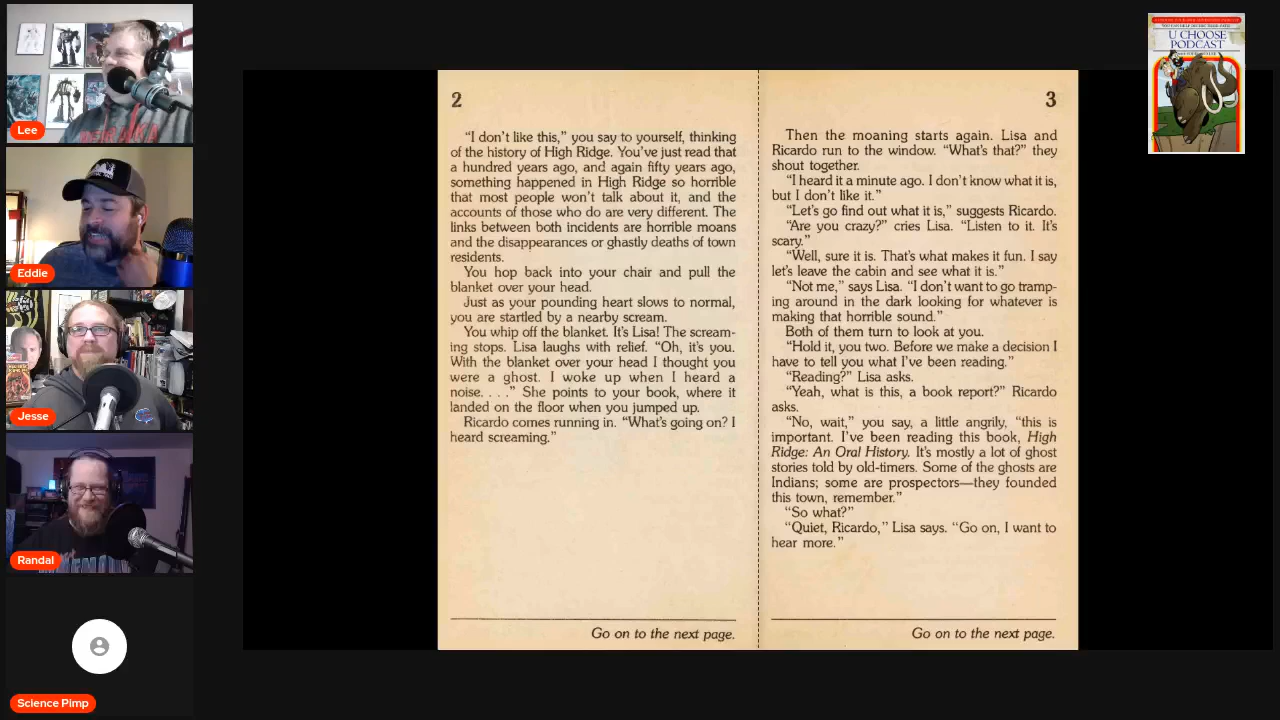 Lee
Eddie
Jesse
Randal
Science Pimp
2
“I don’t like this,” you say to yourself, thinking
of the history of High Ridge. You’ve just read that
a hundred years ago, and again fifty years ago,
something happened in High Ridge so horrible
that most people won’t talk about it, and the
accounts of those who do are very different. The
links between both incidents are horrible moans
and the disappearances or ghastly deaths of town
residents.
You hop back into your chair and pull the
blanket over your head.
Just as your pounding heart slows to normal,
you are startled by a nearby scream.
You whip off the blanket. It’s Lisa! The scream-
ing stops. Lisa laughs with relief. “Oh, it’s you.
With the blanket over your head I thought you
were a ghost. I woke up when I heard a
noise. . . .” She points to your book, where it
landed on the floor when you jumped up.
Ricardo comes running in. “What’s going on? I
heard screaming.”
Go on to the next page.
3
Then the moaning starts again. Lisa and
Ricardo run to the window. “What’s that?” they
shout together.
“I heard it a minute ago. I don’t know what it is,
but I don’t like it.”
“Let’s go find out what it is,” suggests Ricardo.
“Are you crazy?” cries Lisa. “Listen to it. It’s
scary.”
“Well, sure it is. That’s what makes it fun. I say
let’s leave the cabin and see what it is.”
“Not me,” says Lisa. “I don’t want to go tramp-
ing around in the dark looking for whatever is
making that horrible sound.”
Both of them turn to look at you.
“Hold it, you two. Before we make a decision I
have to tell you what I’ve been reading.”
“Reading?” Lisa asks.
“Yeah, what is this, a book report?” Ricardo
asks.
“No, wait,” you say, a little angrily, “this is
important. I’ve been reading this book, High
Ridge: An Oral History. It’s mostly a lot of ghost
stories told by old-timers. Some of the ghosts are
Indians; some are prospectors—they founded
this town, remember.”
“So what?”
“Quiet, Ricardo,” Lisa says. “Go on, I want to
hear more.”
Go on to the next page.
U CHOOSE
PODCAST